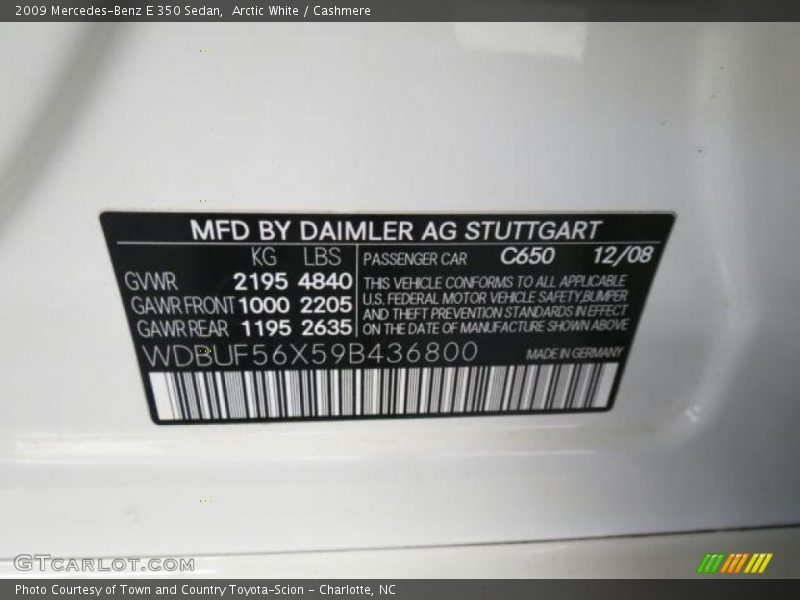 2009 Mercedes-Benz E 350 Sedan,  Arctic White / Cashmere
MFD BY DAIMLER AG STUTTGART
KG LBS
GVWR 2195 4840
GAWR FRONT 1000 2205
GAWR REAR 1195 2635
PASSENGER CAR C650 12/08
THIS VEHICLE CONFORMS TO ALL APPLICABLE
U.S. FEDERAL MOTOR VEHICLE SAFETY, BUMPER
AND THEFT PREVENTION STANDARDS IN EFFECT
ON THE DATE OF MANUFACTURE SHOWN ABOVE
WDBUF56X59B436800 MADE IN GERMANY
GTCARLOT.COM
Photo Courtesy of Town and Country Toyota-Scion - Charlotte, NC